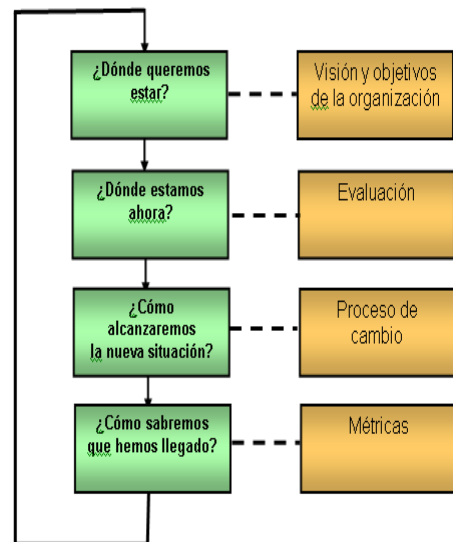 ¿Dónde queremos
estar?
Visión y objetivos
de la organización
¿Dónde estamos
ahora?
Evaluación
¿Cómo
alcanzaremos
la nueva situación?
Proceso de
cambio
¿Cómo sabremos
que hemos llegado?
Métricas